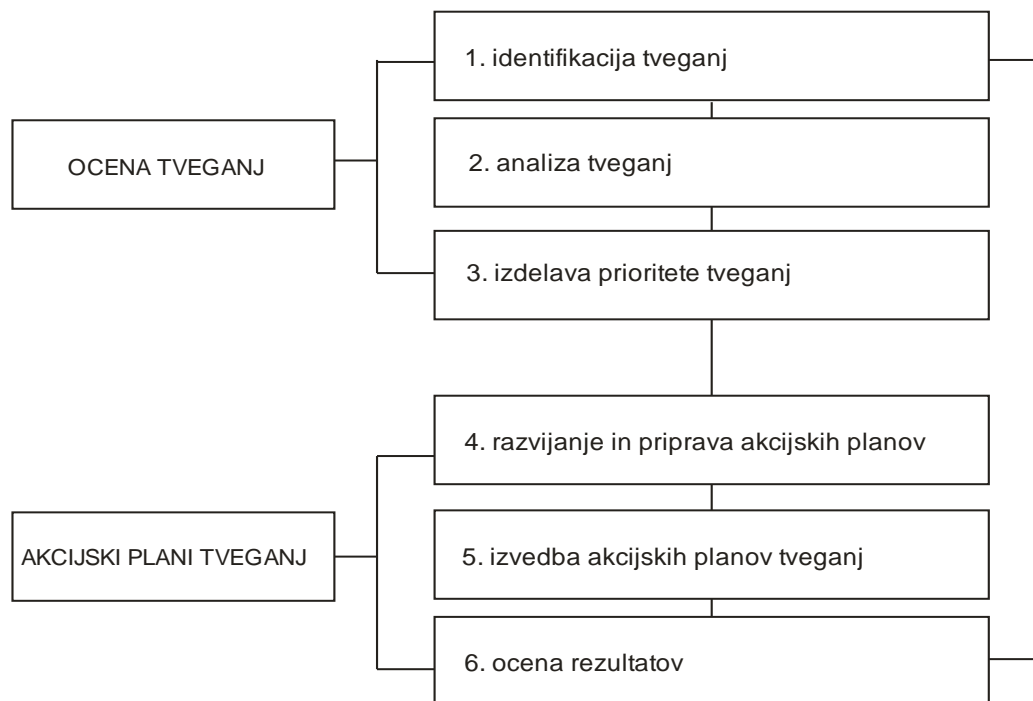 1. identifikacija tveganj
OCENA TVEGANJ
2. analiza tveganj
3. izdelava prioritete tveganj
4. razvijanje in priprava akcijskih planov
AKCIJSKI PLANI TVEGANJ
5. izvedba akcijskih planov tveganj
6. ocena rezultatov